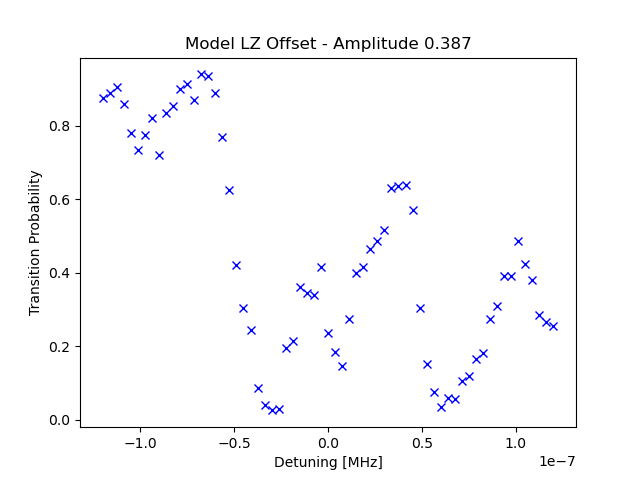 Model LZ Offset - Amplitude 0.387
Transition Probability
0.8
0.6
0.4
0.2
0.0
−1.0 −0.5 0.0 0.5 1.0
1e−7
Detuning [MHz]